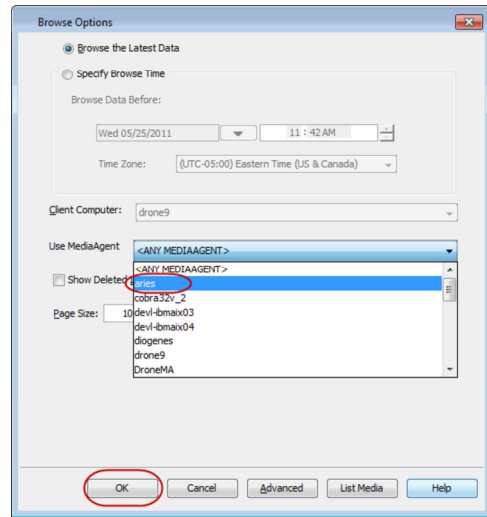 Browse Options
Browse the Latest Data
Specify Browse Time
Browse Data Before:
Wed 05/25/2011 11 : 42 AM
Time Zone: (UTC-05:00) Eastern Time (US & Canada)
Client Computer: drone9
Use MediaAgent <ANY MEDIAAGENT>
<ANY MEDIAAGENT>
Show Deleted aries
cobra32v_2
Page Size: 10 devl-ibmaix03
devl-ibmaix04
diogenes
drone9
DroneMA
OK Cancel Advanced List Media Help